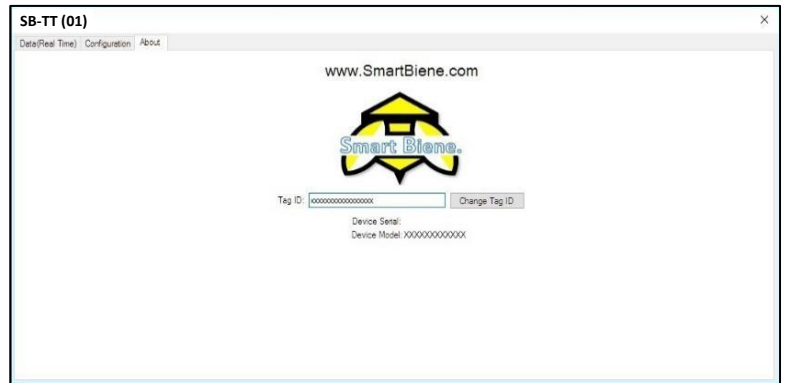 SB-TT (01) ×
Data(Real Time) Configuration About
www.SmartBiene.com
Smart Biene.
Tag ID: xxxxxxxxxxxxxxxx Change Tag ID
Device Serial:
Device Model: XXXXXXXXXXXX